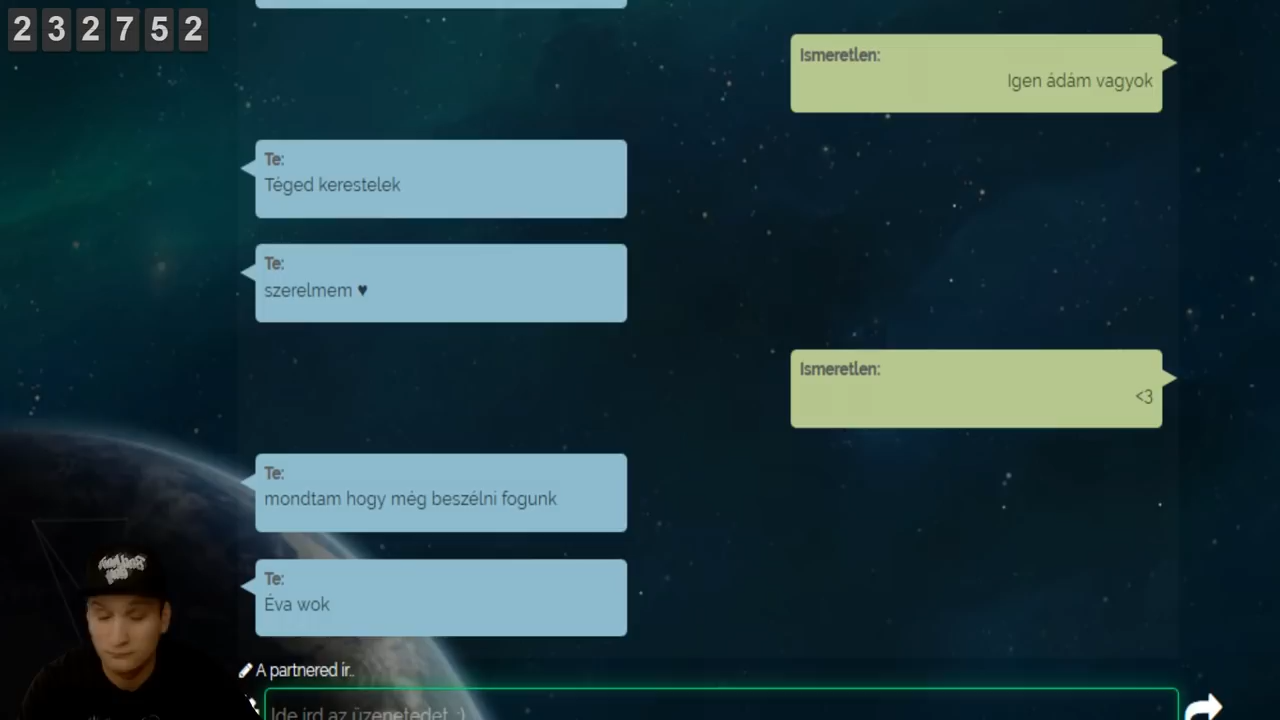 232752
Ismeretlen:
Igen ádám vagyok
Te:
Téged kerestelek
Te:
szerelmem ♥
Ismeretlen:
<3
Te:
mondtam hogy még beszélni fogunk
Te:
Éva wok
A partnered ír..
Ide írd az üzenetedet. :)